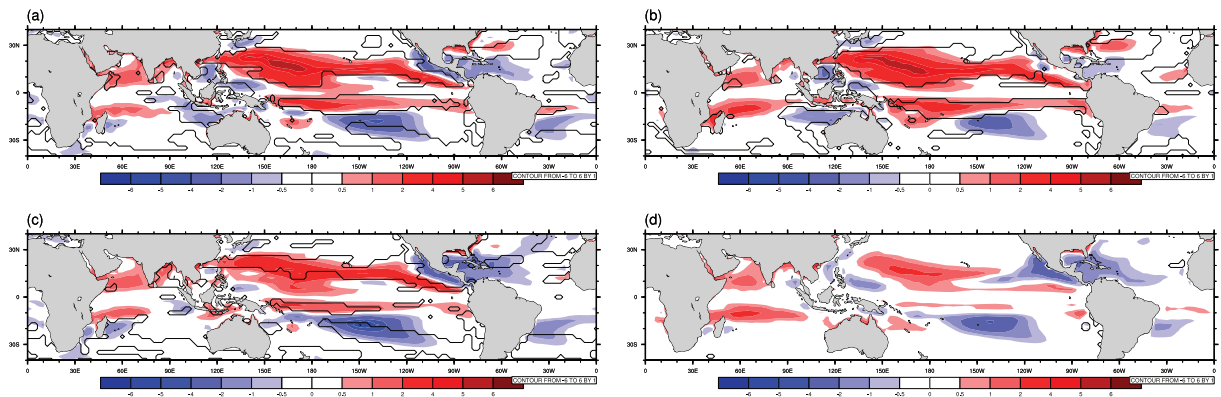 (a)
30N
0
30S
0 30E 60E 90E 120E 150E 180 150W 120W 90W 60W 30W 0
CONTOUR FROM -6 TO 6 BY 1
-6 -5 -4 -2 -1 -0.5 0 0.5 1 2 4 5 6
(b)
30N
0
30S
0 30E 60E 90E 120E 150E 180 150W 120W 90W 60W 30W 0
CONTOUR FROM -6 TO 6 BY 1
-6 -5 -4 -2 -1 -0.5 0 0.5 1 2 4 5 6
(c)
30N
0
30S
0 30E 60E 90E 120E 150E 180 150W 120W 90W 60W 30W 0
CONTOUR FROM -6 TO 6 BY 1
-6 -5 -4 -2 -1 -0.5 0 0.5 1 2 4 5 6
(d)
30N
0
30S
0 30E 60E 90E 120E 150E 180 150W 120W 90W 60W 30W 0
CONTOUR FROM -6 TO 6 BY 1
-6 -5 -4 -2 -1 -0.5 0 0.5 1 2 4 5 6